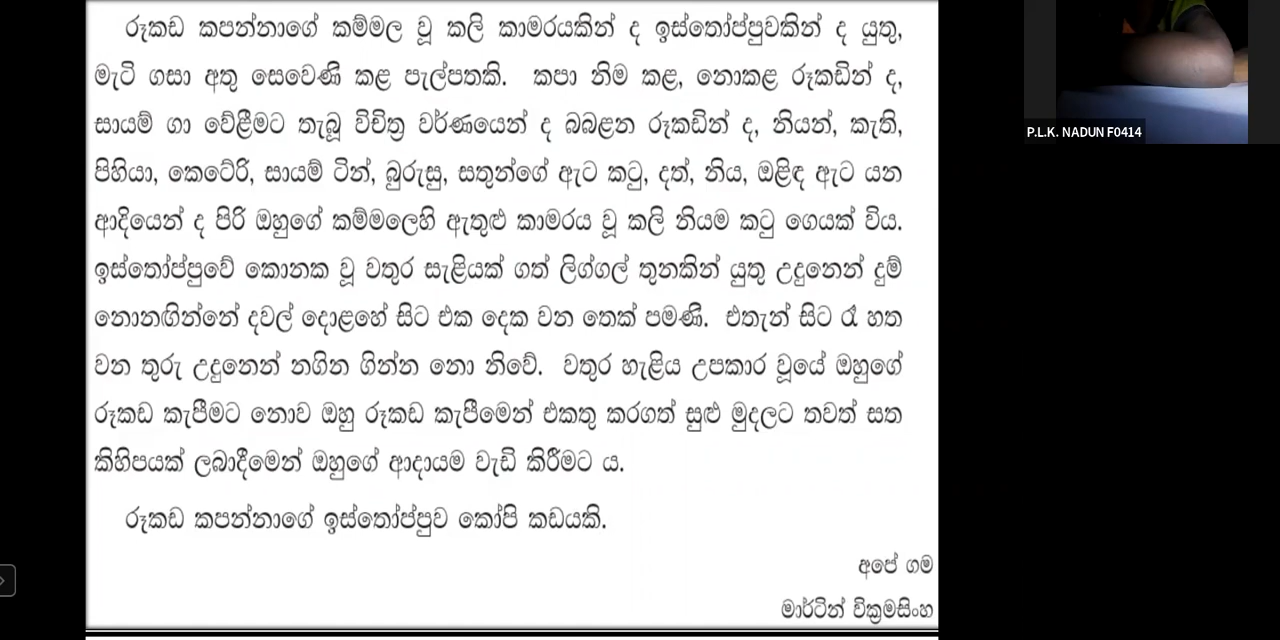 රූකඩ කපන්නාගේ කම්මල වූ කලි කාමරයකින් ද ඉස්තෝප්පුවකින් ද යුතු,
මැටි ගසා අතු සෙවෙණි කළ පැල්පතකි. කපා නිම කළ, නොකළ රූකඩින් ද,
සායම් ගා වේළීමට තැබූ විචිත්‍ර වර්ණයෙන් ද බබළන රූකඩින් ද, නියන්, කැති,
පිහියා, කෙටේරි, සායම් ටින්, බුරුසු, සතුන්ගේ ඇට කටු, දත්, නිය, ඔළිඳ ඇට යන
ආදියෙන් ද පිරි ඔහුගේ කම්මලෙහි ඇතුළු කාමරය වූ කලි නියම කටු ගෙයක් විය.
ඉස්තෝප්පුවේ කොනක වූ වතුර සැළියක් ගත් ලිග්ගල් තුනකින් යුතු උදුනෙන් දුම්
නොනඟින්නේ දවල් දොළහේ සිට එක දෙක වන තෙක් පමණි. එතැන් සිට රෑ හත
වන තුරු උදුනෙන් නගින ගින්න නො නිවේ. වතුර හැළිය උපකාර වූයේ ඔහුගේ
රූකඩ කැපීමට නොව ඔහු රූකඩ කැපීමෙන් එකතු කරගත් සුළු මුදලට තවත් සත
කිහිපයක් ලබාදීමෙන් ඔහුගේ ආදායම වැඩි කිරීමට ය.
රූකඩ කපන්නාගේ ඉස්තෝප්පුව කෝපි කඩයකි.
අපේ ගම
මාර්ටින් වික්‍රමසිංහ
P.L.K. NADUN F0414